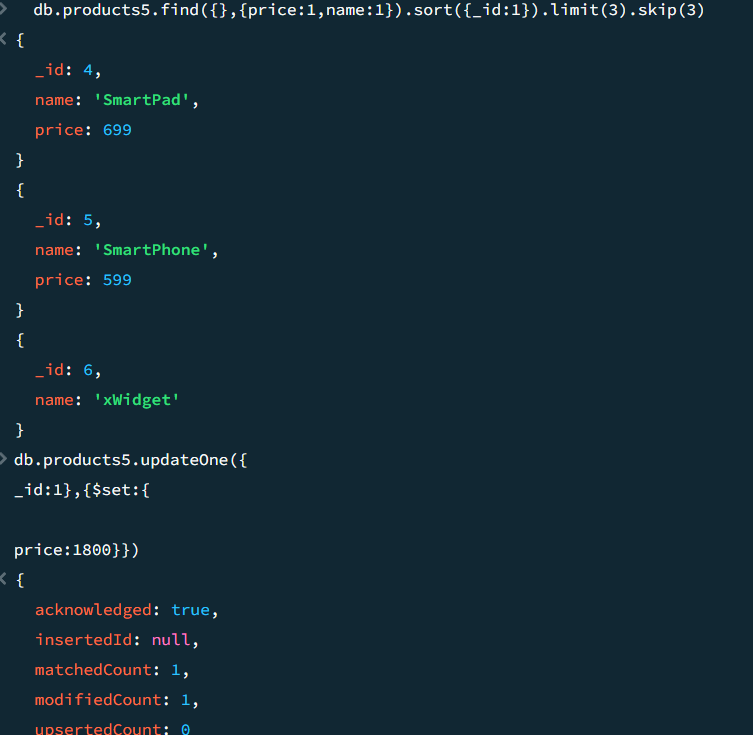 db.products5.find({},{price:1,name:1}).sort({_id:1}).limit(3).skip(3)
{
_id: 4,
name: 'SmartPad',
price: 699
}
{
_id: 5,
name: 'SmartPhone',
price: 599
}
{
_id: 6,
name: 'xWidget'
}
db.products5.updateOne({
_id:1},{$set:{
price:1800}})
{
acknowledged: true,
insertedId: null,
matchedCount: 1,
modifiedCount: 1,
upsertedCount: 0